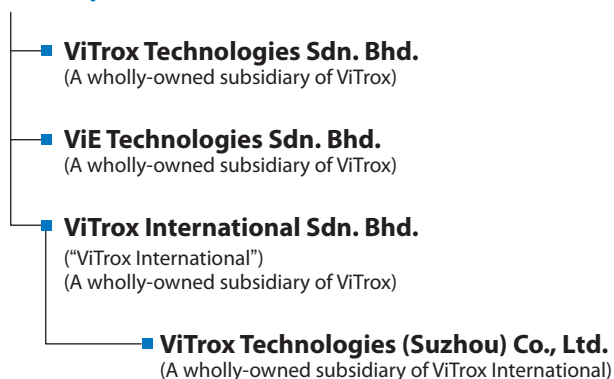 ViTrox Technologies Sdn. Bhd.
(A wholly-owned subsidiary of ViTrox)
ViE Technologies Sdn. Bhd.
(A wholly-owned subsidiary of ViTrox)
ViTrox International Sdn. Bhd.
(“ViTrox International”)
(A wholly-owned subsidiary of ViTrox)
ViTrox Technologies (Suzhou) Co., Ltd.
(A wholly-owned subsidiary of ViTrox International)